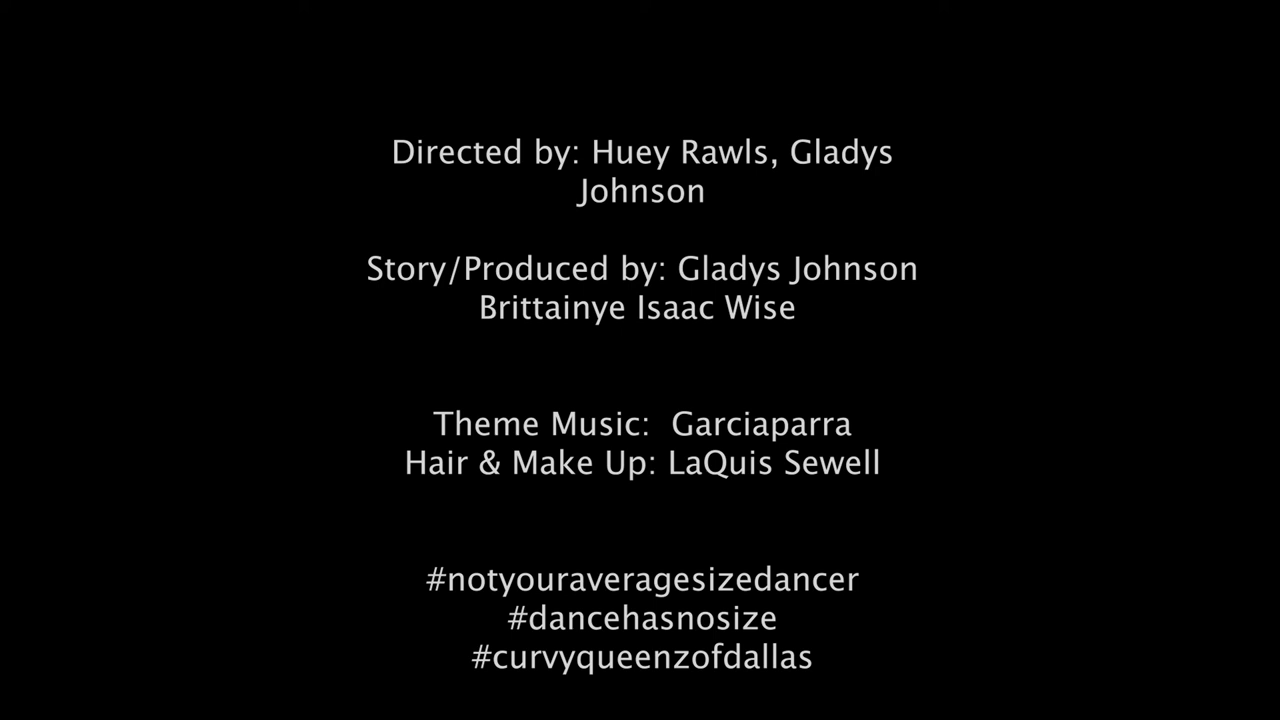 Directed by: Huey Rawls, Gladys
Johnson
Story/Produced by: Gladys Johnson
Brittainye Isaac Wise
Theme Music:  Garciaparra
Hair & Make Up: LaQuis Sewell
#notyouraveragesizedancer
#dancehasnosize
#curvyqueenzofdallas